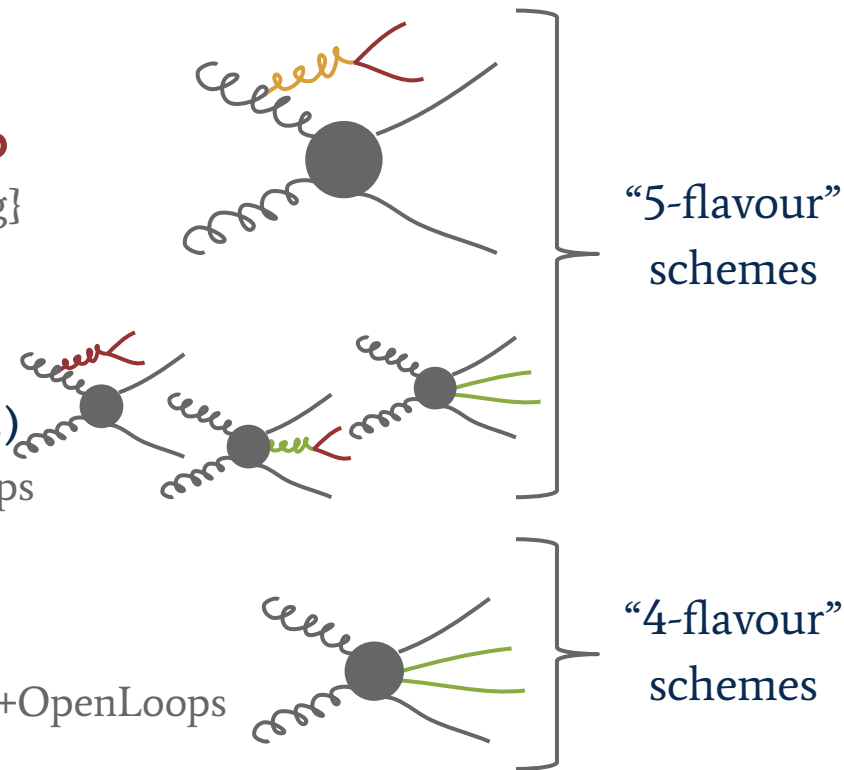 g}
“5-flavour”
schemes
)
ps
“4-flavour”
schemes
+OpenLoops